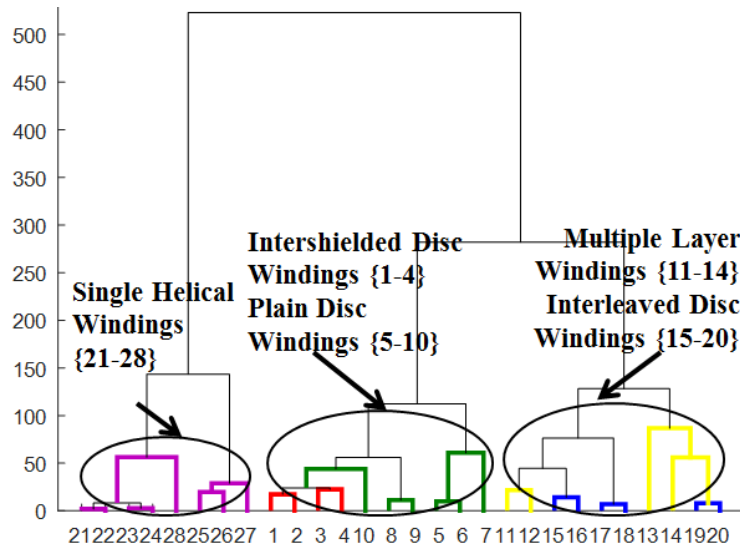 500
450
400
350
300
250
200
150
100
50
0
Intershielded Disc
Windings {1-4}
Plain Disc
Windings {5-10}
Multiple Layer
Windings {11-14}
Interleaved Disc
Windings {15-20}
Single Helical
Windings
{21-28}
21 22 23 24 28 25 26 27 1 2 3 4 10 8 9 5 6 7 11 12 15 16 17 18 13 14 19 20